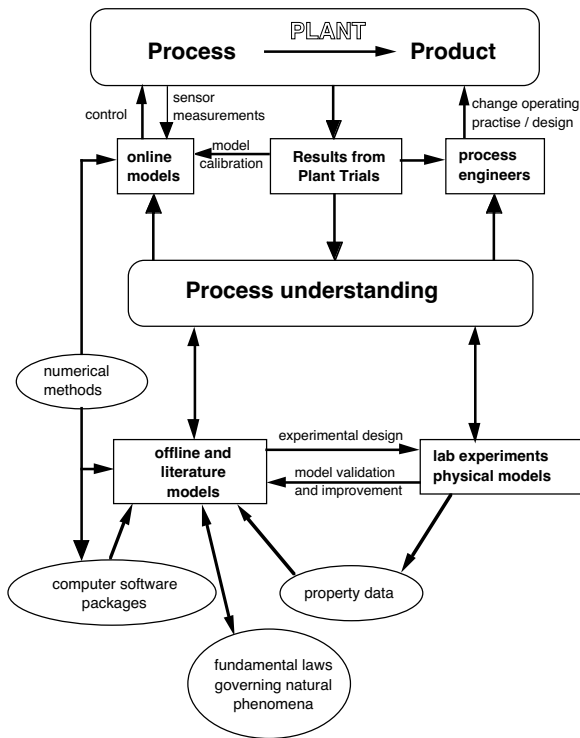 PLANT
Process
Product
control
sensor
measurements
change operating
practise / design
online
models
model
calibration
Results from
Plant Trials
process
engineers
Process understanding
numerical
methods
offline and
literature
models
experimental design
model validation
and improvement
lab experiments
physical models
computer software
packages
property data
fundamental laws
governing natural
phenomena